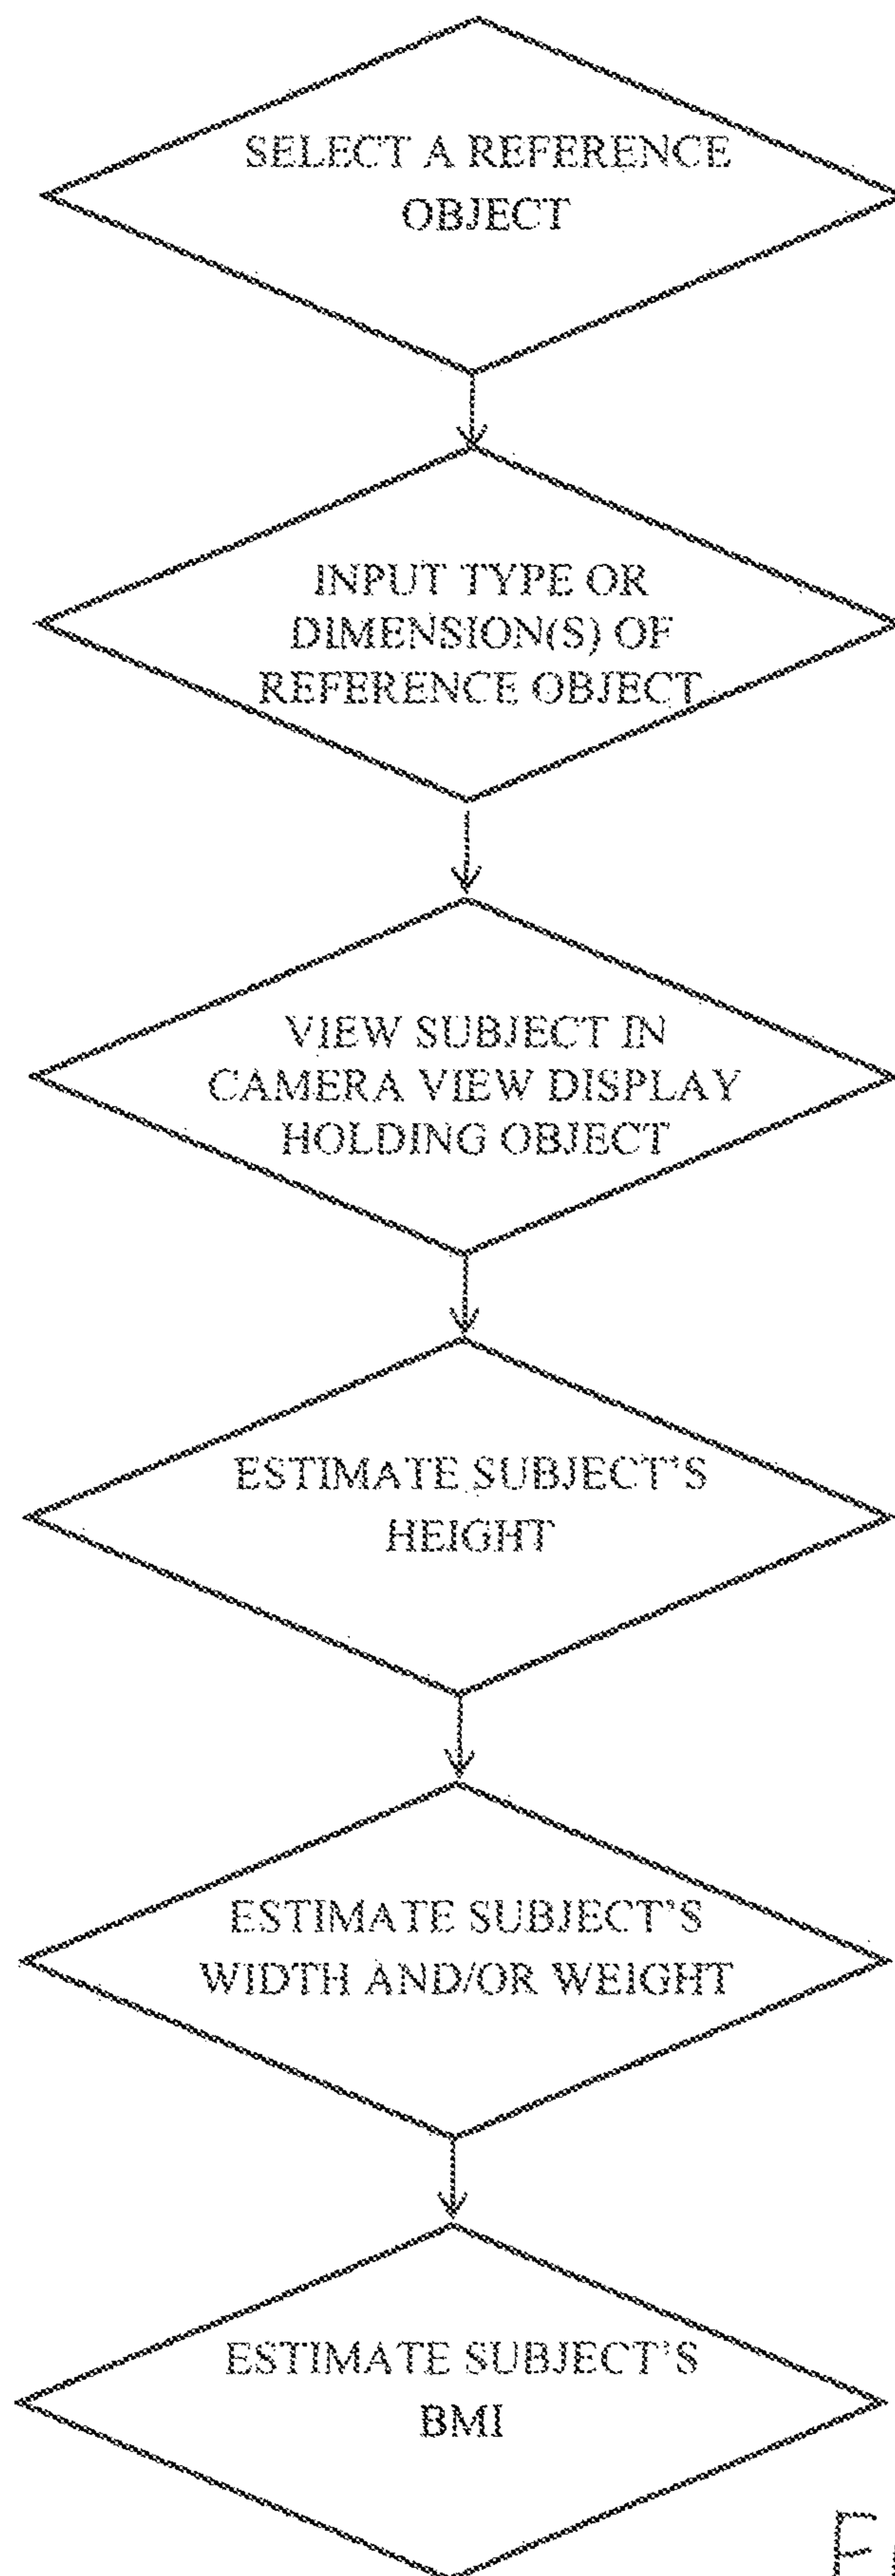 SELECT A REFERENCE
OBJECT
INPUT TYPE OR
DIMENSION(S) OF
REFERENCE OBJECT
VIEW SUBJECT IN
CAMERA VIEW DISPLAY
HOLDING OBJECT
ESTIMATE SUBJECT'S
HEIGHT
ESTIMATE SUBJECT'S
WIDTH AND/OR WEIGHT
ESTIMATE SUBJECT'S
BMI